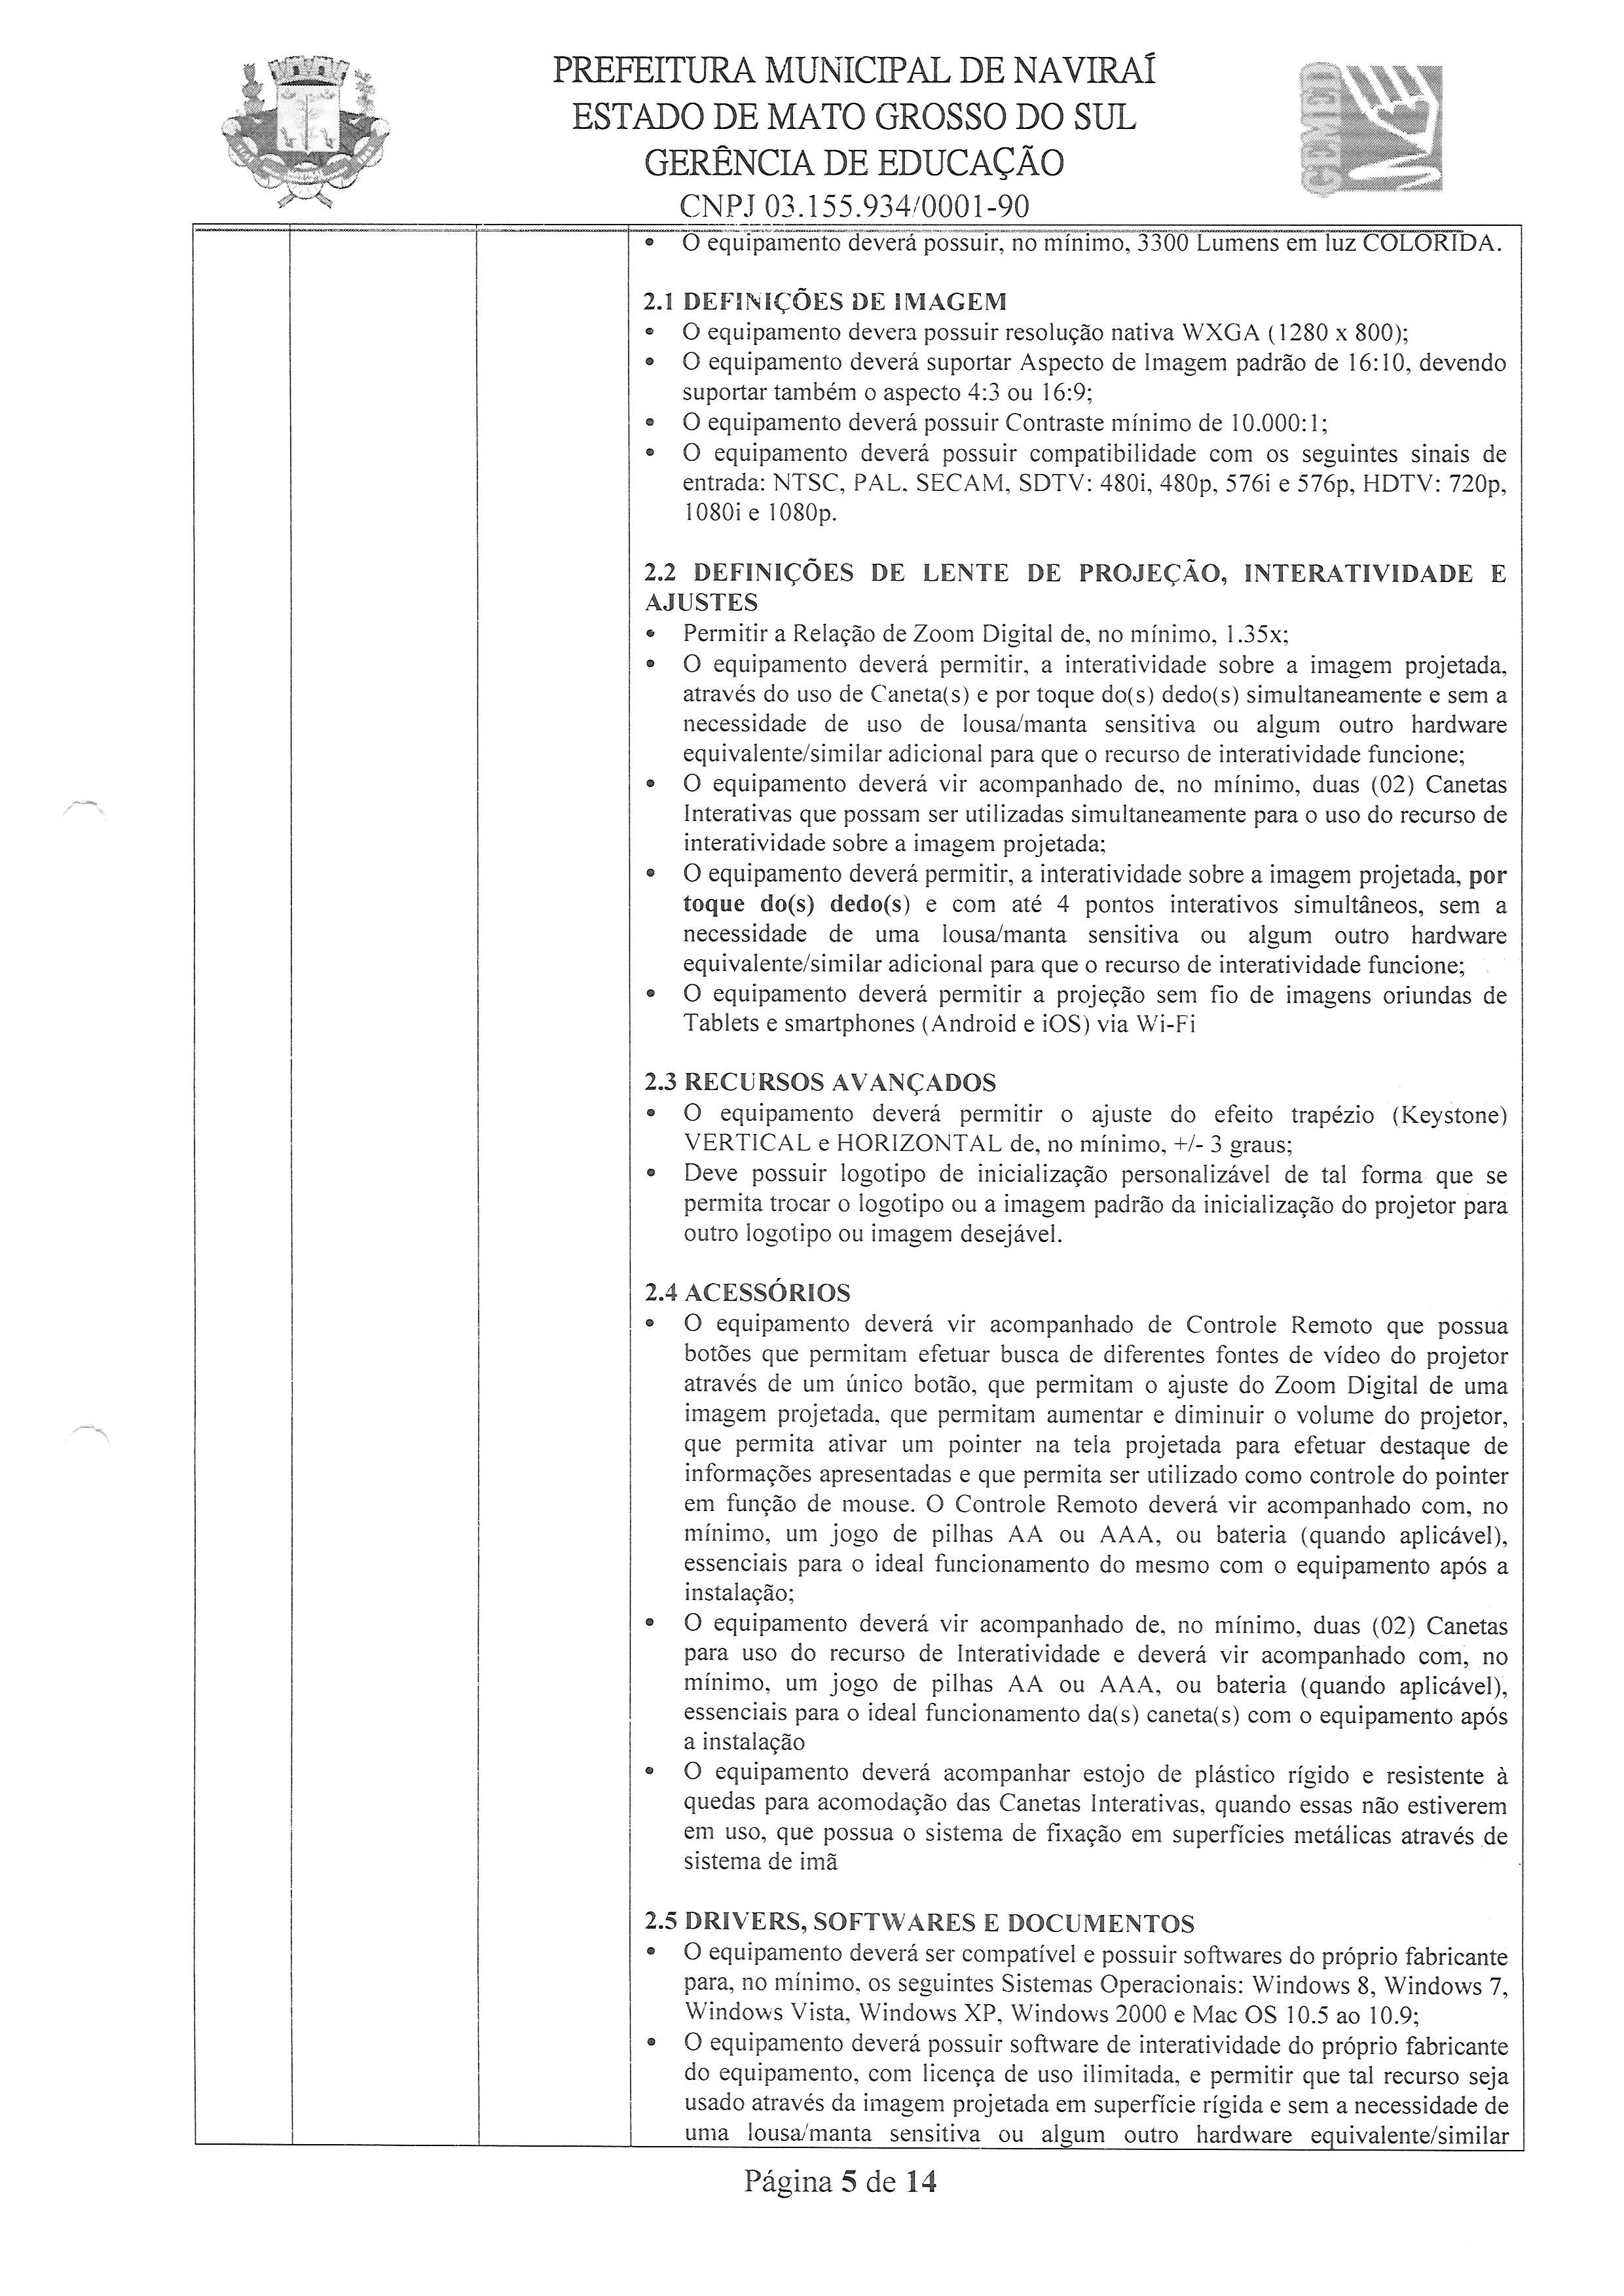 PREFEITURA MUNICIPAL DE NAVIRAÍ
ESTADO DE MATO GROSSO DO SUL
GERÊNCIA DE EDUCAÇÃO
CNPJ 03.155.934/0001-90
GEMED
• O equipamento deverá possuir, no mínimo, 3300 Lumens em luz COLORIDA.
2.1 DEFINIÇÕES DE IMAGEM
• O equipamento devera possuir resolução nativa WXGA (1280 x 800);
• O equipamento deverá suportar Aspecto de Imagem padrão de 16:10, devendo
suportar também o aspecto 4:3 ou 16:9;
• O equipamento deverá possuir Contraste mínimo de 10.000:1;
• O equipamento deverá possuir compatibilidade com os seguintes sinais de
entrada: NTSC, PAL, SECAM, SDTV: 480i, 480p, 576i e 576p, HDTV: 720p,
1080i e 1080p.
2.2 DEFINIÇÕES DE LENTE DE PROJEÇÃO, INTERATIVIDADE E
AJUSTES
• Permitir a Relação de Zoom Digital de, no mínimo, 1.35x;
• O equipamento deverá permitir, a interatividade sobre a imagem projetada,
através do uso de Caneta(s) e por toque do(s) dedo(s) simultaneamente e sem a
necessidade de uso de lousa/manta sensitiva ou algum outro hardware
equivalente/similar adicional para que o recurso de interatividade funcione;
• O equipamento deverá vir acompanhado de, no mínimo, duas (02) Canetas
Interativas que possam ser utilizadas simultaneamente para o uso do recurso de
interatividade sobre a imagem projetada;
• O equipamento deverá permitir, a interatividade sobre a imagem projetada, por
toque do(s) dedo(s) e com até 4 pontos interativos simultâneos, sem a
necessidade de uma lousa/manta sensitiva ou algum outro hardware
equivalente/similar adicional para que o recurso de interatividade funcione;
• O equipamento deverá permitir a projeção sem fio de imagens oriundas de
Tablets e smartphones (Android e iOS) via Wi-Fi
2.3 RECURSOS AVANÇADOS
• O equipamento deverá permitir o ajuste do efeito trapézio (Keystone)
VERTICAL e HORIZONTAL de, no mínimo, +/- 3 graus;
• Deve possuir logotipo de inicialização personalizável de tal forma que se
permita trocar o logotipo ou a imagem padrão da inicialização do projetor para
outro logotipo ou imagem desejável.
2.4 ACESSÓRIOS
• O equipamento deverá vir acompanhado de Controle Remoto que possua
botões que permitam efetuar busca de diferentes fontes de vídeo do projetor
através de um único botão, que permitam o ajuste do Zoom Digital de uma
imagem projetada, que permitam aumentar e diminuir o volume do projetor,
que permita ativar um pointer na tela projetada para efetuar destaque de
informações apresentadas e que permita ser utilizado como controle do pointer
em função de mouse. O Controle Remoto deverá vir acompanhado com, no
mínimo, um jogo de pilhas AA ou AAA, ou bateria (quando aplicável),
essenciais para o ideal funcionamento do mesmo com o equipamento após a
instalação;
• O equipamento deverá vir acompanhado de, no mínimo, duas (02) Canetas
para uso do recurso de Interatividade e deverá vir acompanhado com, no
mínimo, um jogo de pilhas AA ou AAA, ou bateria (quando aplicável),
essenciais para o ideal funcionamento da(s) caneta(s) com o equipamento após
a instalação
• O equipamento deverá acompanhar estojo de plástico rígido e resistente à
quedas para acomodação das Canetas Interativas, quando essas não estiverem
em uso, que possua o sistema de fixação em superfícies metálicas através de
sistema de imã
2.5 DRIVERS, SOFTWARES E DOCUMENTOS
• O equipamento deverá ser compatível e possuir softwares do próprio fabricante
para, no mínimo, os seguintes Sistemas Operacionais: Windows 8, Windows 7,
Windows Vista, Windows XP, Windows 2000 e Mac OS 10.5 ao 10.9;
• O equipamento deverá possuir software de interatividade do próprio fabricante
do equipamento, com licença de uso ilimitada, e permitir que tal recurso seja
usado através da imagem projetada em superfície rígida e sem a necessidade de
uma lousa/manta sensitiva ou algum outro hardware equivalente/similar
Página 5 de 14